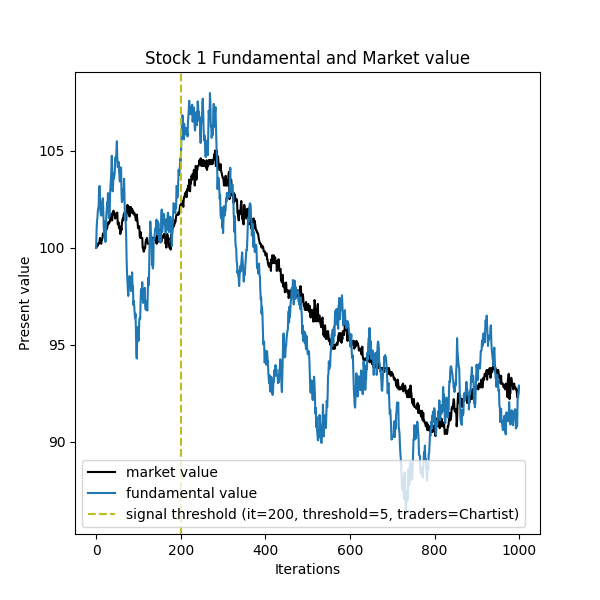 Stock 1 Fundamental and Market value
Present value
105
100
95
90
market value
fundamental value
signal threshold (it=200, threshold=5, traders=Chartist)
0 200 400 600 800 1000
Iterations